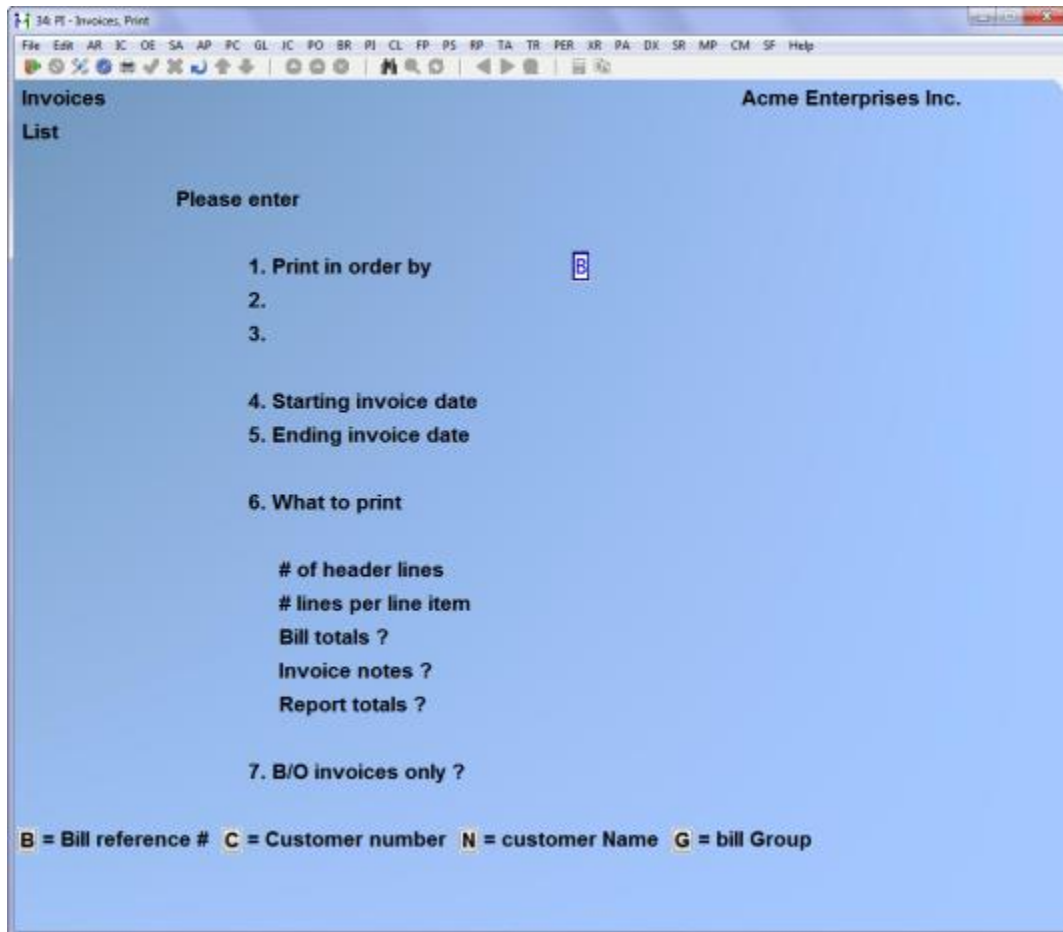 34: PI - Invoices, Print
File Edit AR IC OE SA AP PC GL JC PO BR PI CL FP PS RP TA TR PER XR PA DX SR MP CM SF Help
Invoices Acme Enterprises Inc.
List
Please enter
1. Print in order by B
2.
3.
4. Starting invoice date
5. Ending invoice date
6. What to print
# of header lines
# lines per line item
Bill totals ?
Invoice notes ?
Report totals ?
7. B/O invoices only ?
B = Bill reference # C = Customer number N = customer Name G = bill Group